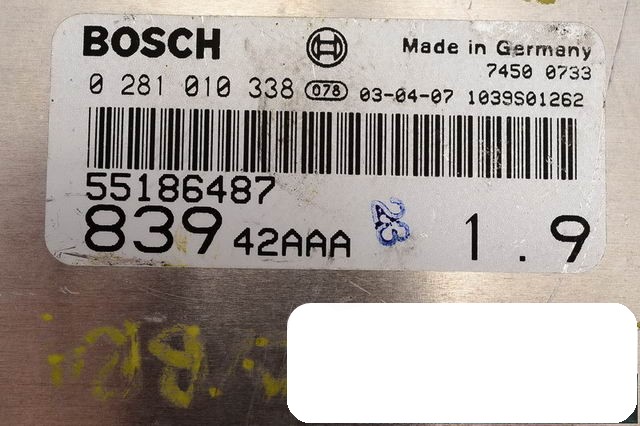 BOSCH Made in Germany
7450 0733
0 281 010 338 078 03-04-07 1039S01262
55186487
839 42AAA 1.9